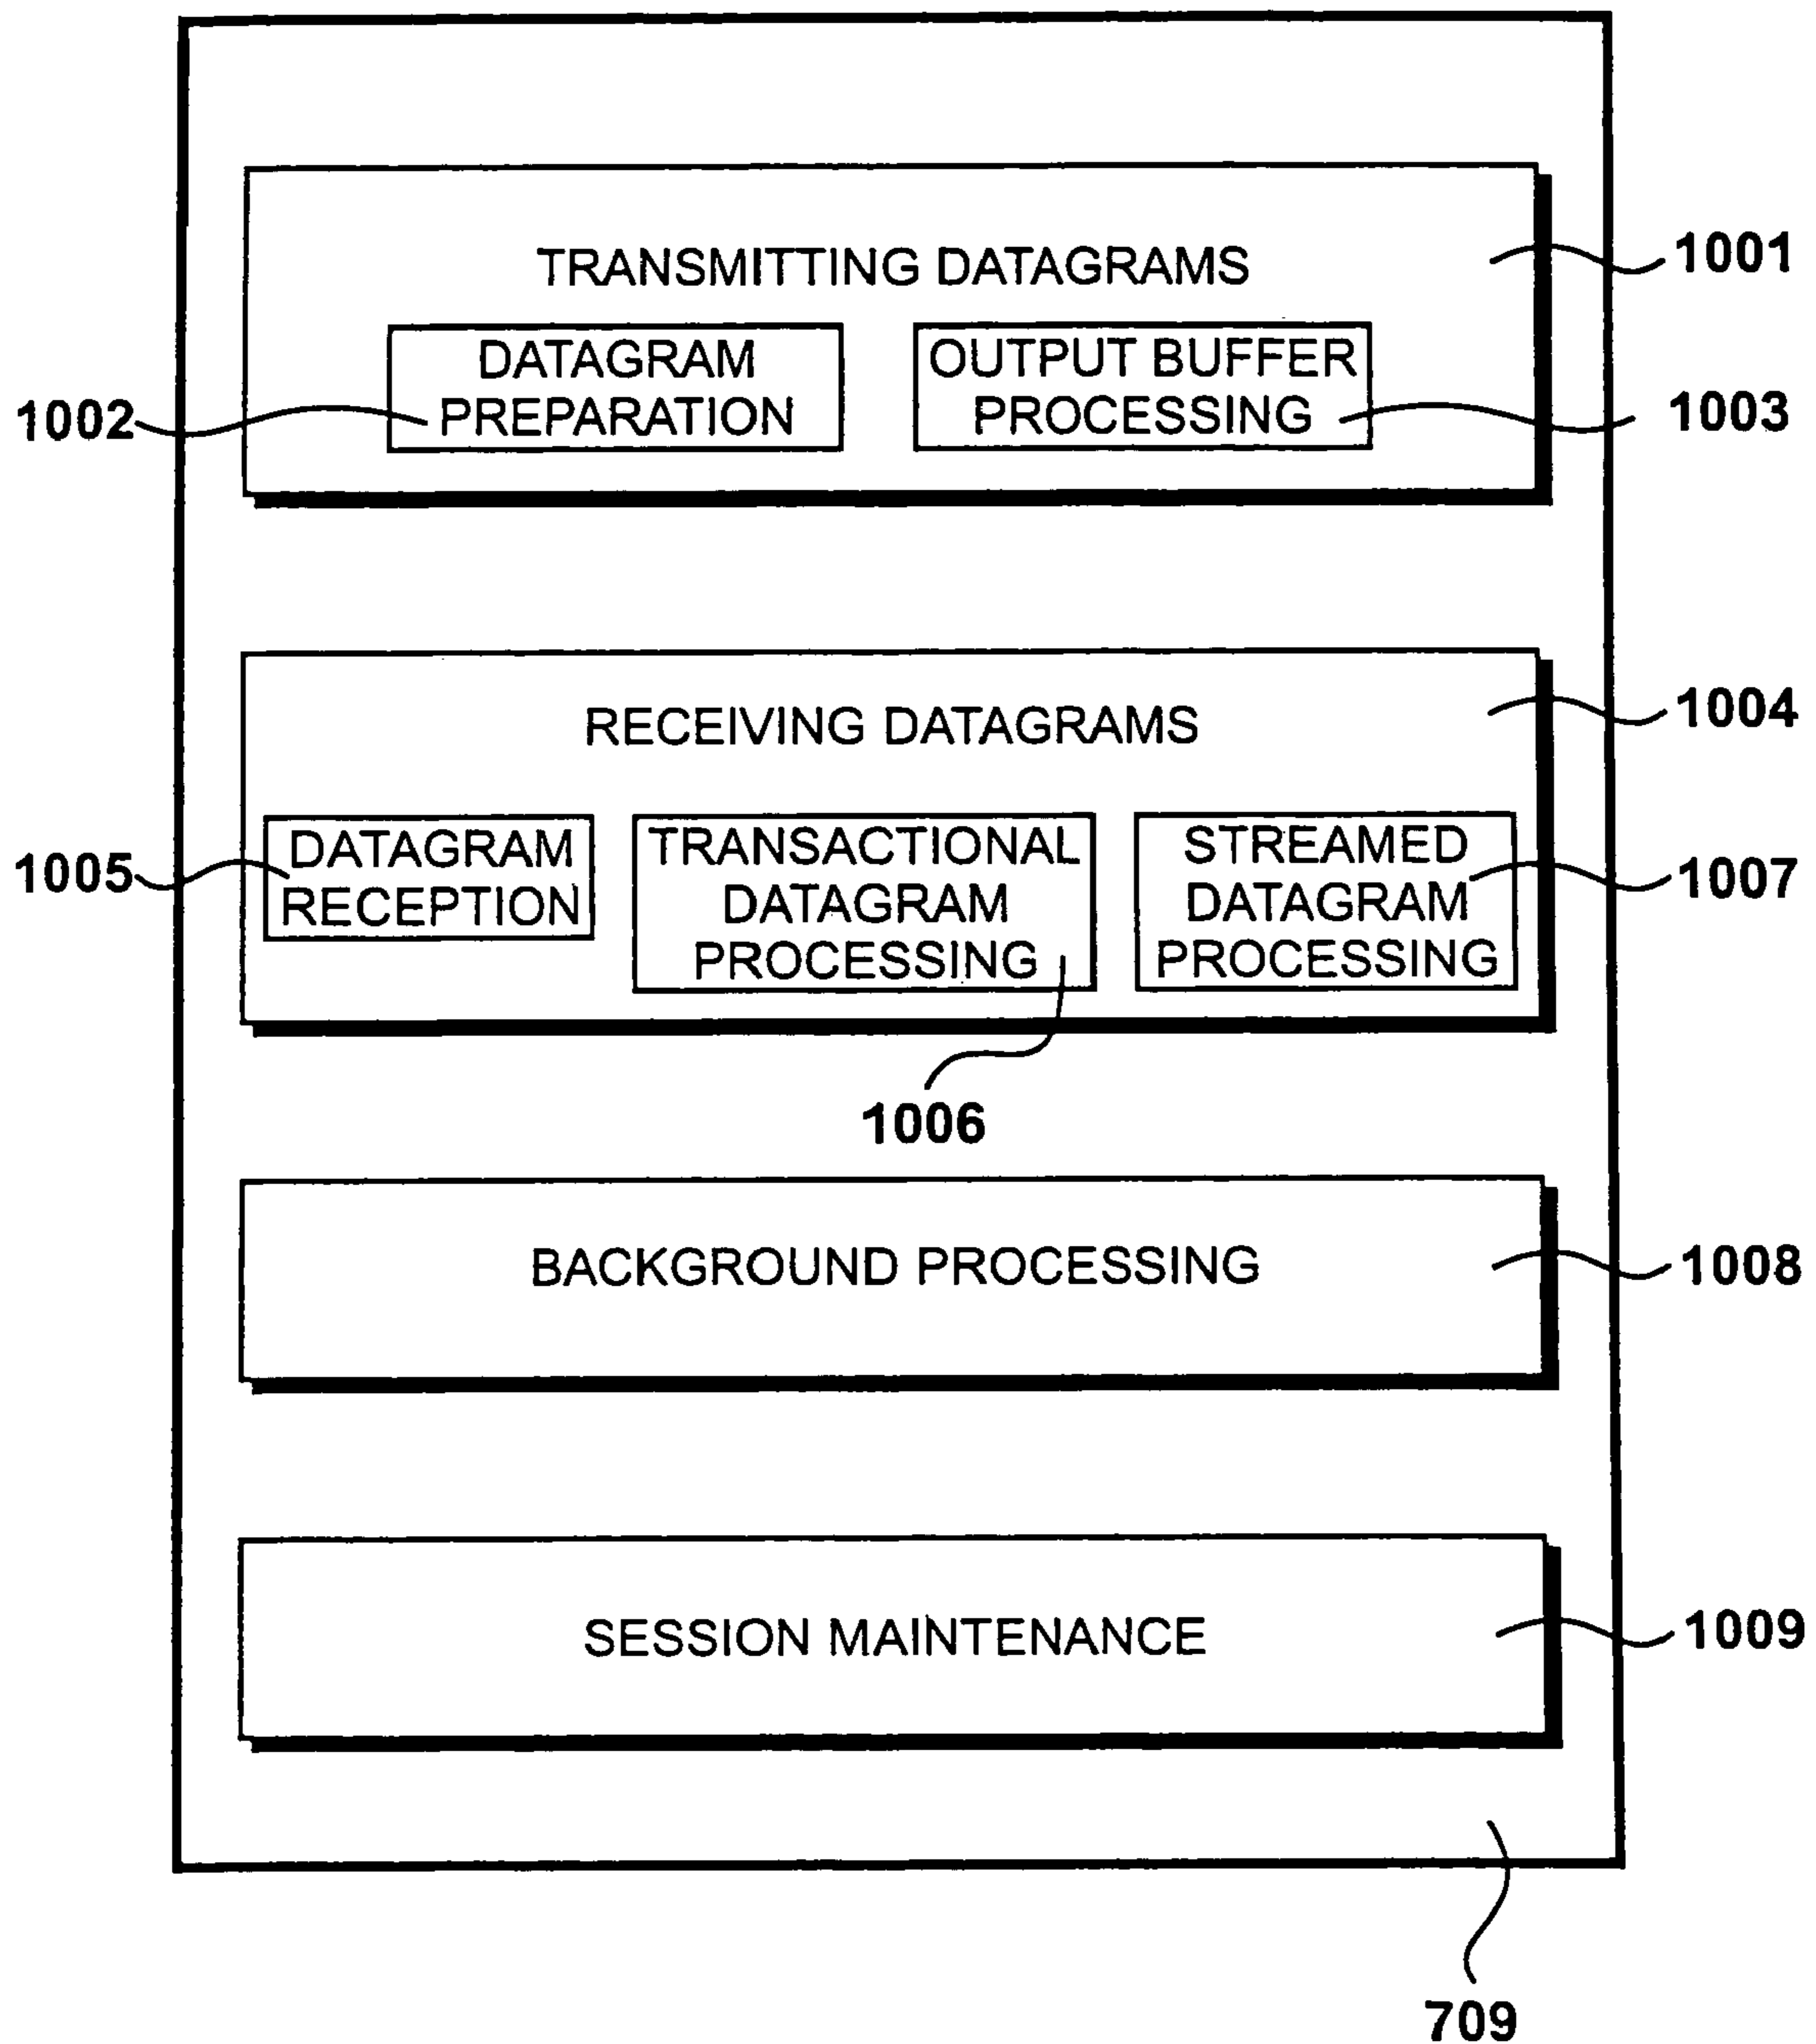 TRANSMITTING DATAGRAMS
1001
DATAGRAM
PREPARATION
1002
OUTPUT BUFFER
PROCESSING
1003
RECEIVING DATAGRAMS
1004
DATAGRAM
RECEPTION
1005
TRANSACTIONAL
DATAGRAM
PROCESSING
1006
STREAMED
DATAGRAM
PROCESSING
1007
BACKGROUND PROCESSING
1008
SESSION MAINTENANCE
1009
709